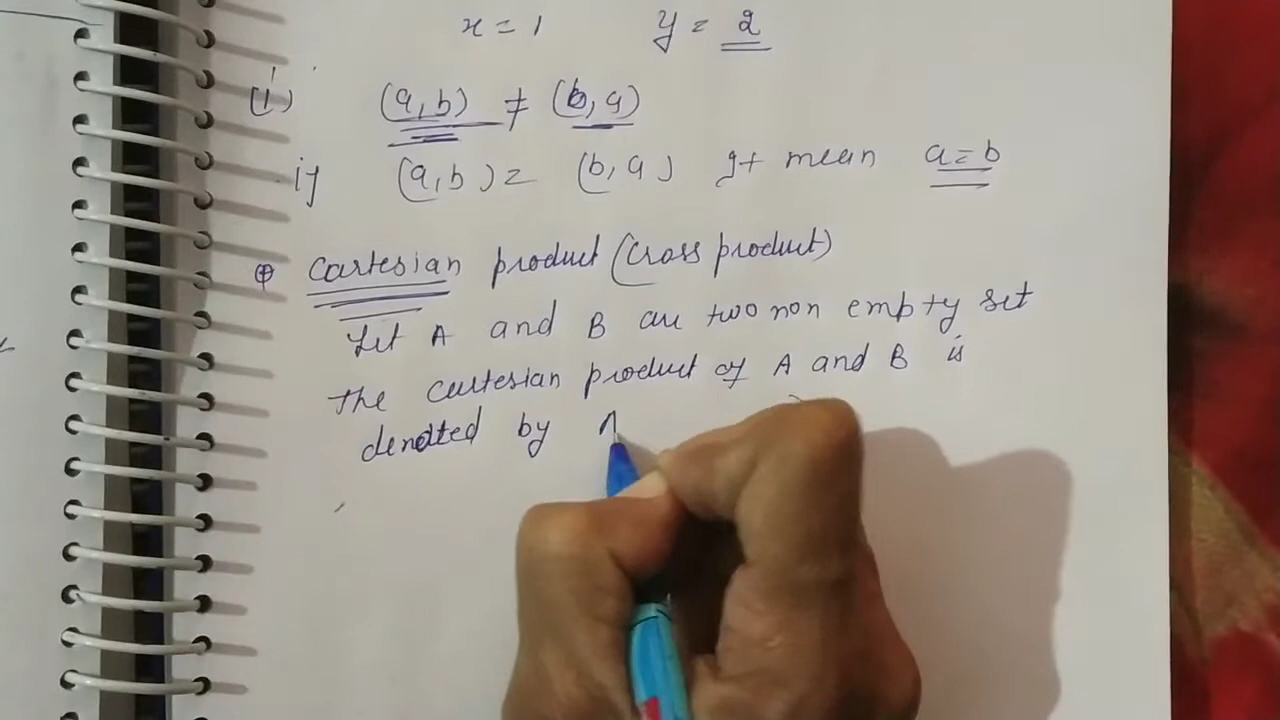 x = 1 y = 2
(i) (a,b) ≠ (b,a)
if (a,b) = (b,a) It mean a=b
⊕ Cartesian product (Cross product)
Let A and B are two non empty set
The cartesian product of A and B is
denoted by A